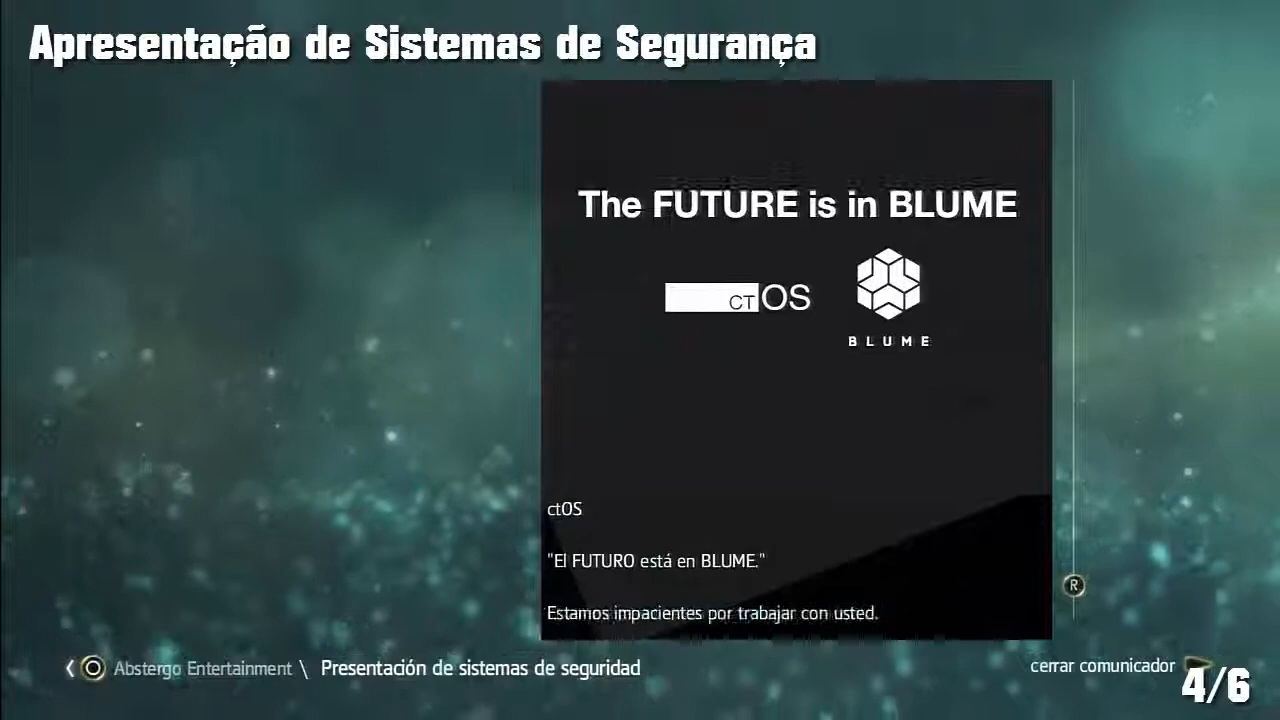 Apresentação de Sistemas de Segurança
The FUTURE is in BLUME
CTOS
BLUME
ctOS
"El FUTURO está en BLUME."
Estamos impacientes por trabajar con usted.
R
Abstergo Entertainment \ Presentación de sistemas de seguridad
cerrar comunicador
4/6